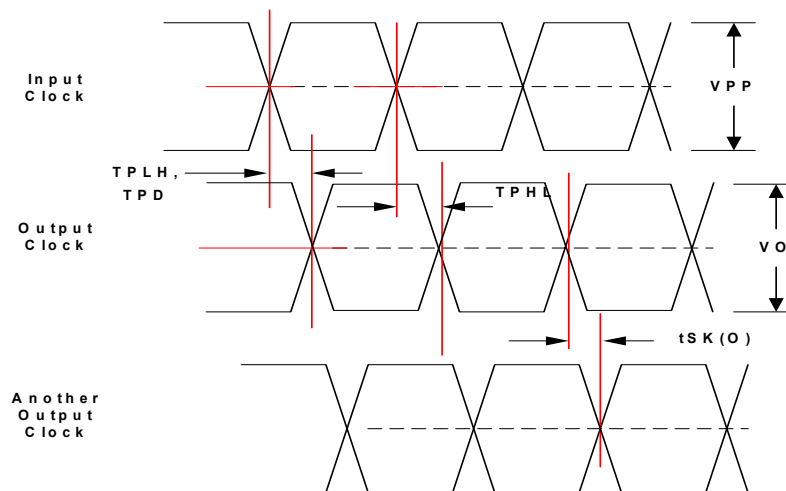 Input
Clock
VPP
TPLH,
TPD
TPHL
Output
Clock
VO
tSK(O)
Another
Output
Clock